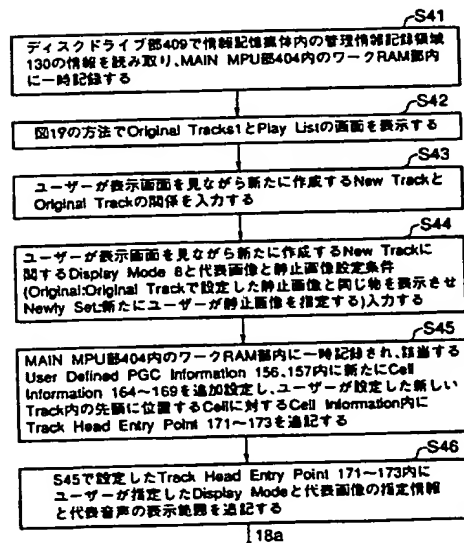 S41
ディスクドライブ部409で情報記憶媒体内の管理情報記録領域
130の情報を読み取り、MAIN MPU部404内のワークRAM部内
に一時記録する
S42
図19の方法でOriginal Tracks1とPlay Listの画面を表示する
S43
ユーザーが表示画面を見ながら新たに作成するNew Trackと
Original Trackの関係を入力する
S44
ユーザーが表示画面を見ながら新たに作成するNew Trackに
関するDisplay Mode 8と代表画像と静止画像設定条件
(Original:Original Trackで設定した静止画像と同じ物を表示させ
Newly Set:新たにユーザーが静止画像を指定する)入力する
S45
MAIN MPU部404内のワークRAM部内に一時記録され、該当する
User Defined PGC Information 156、157内に新たにCell
Information 164～169を追加設定し、ユーザーが設定した新しい
Track内の先頭に位置するCellに対するCell Information内に
Track Head Entry Point 171～173を追記する
S46
S45で設定したTrack Head Entry Point 171～173内に
ユーザーが指定したDisplay Modeと代表画像の指定情報
と代表音声の表示範囲を追記する
18a